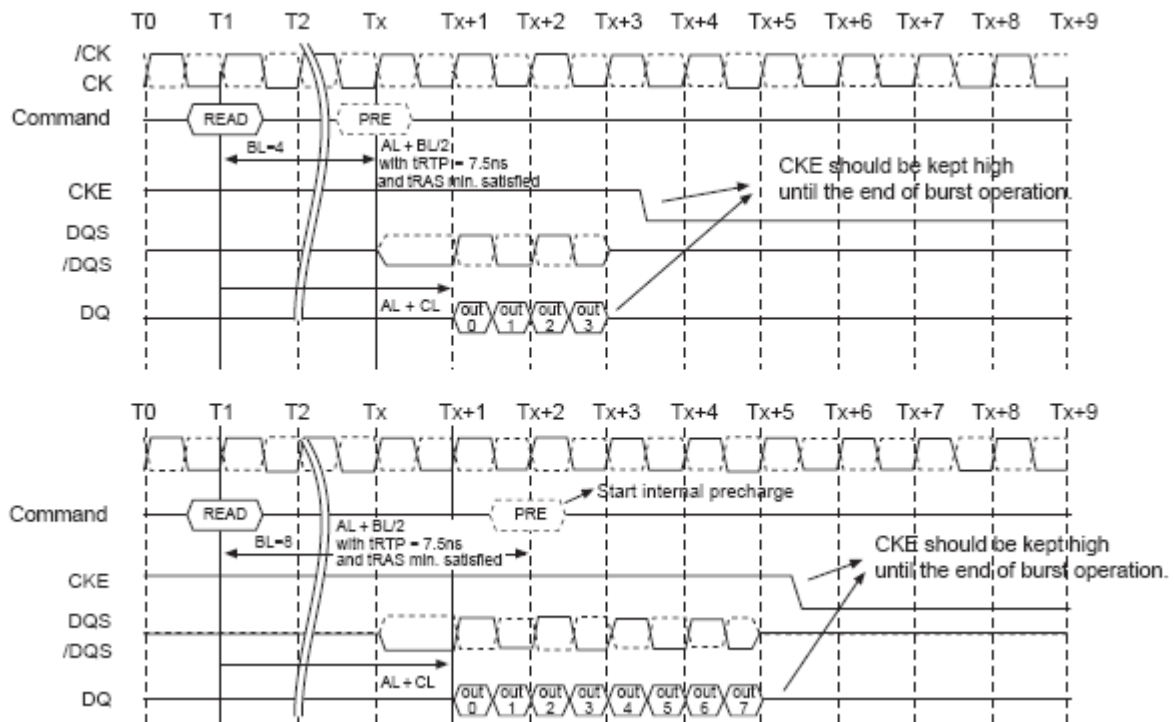 T0 T1 T2 Tx Tx+1 Tx+2 Tx+3 Tx+4 Tx+5 Tx+6 Tx+7 Tx+8 Tx+9
/CK
CK
Command READ PRE
BL=4 AL + BL/2
with tRTP = 7.5ns
and tRAS min. satisfied
CKE should be kept high
until the end of burst operation.
CKE
DQS
/DQS
AL + CL
DQ out 0 out 1 out 2 out 3
T0 T1 T2 Tx Tx+1 Tx+2 Tx+3 Tx+4 Tx+5 Tx+6 Tx+7 Tx+8 Tx+9
Start internal precharge
Command READ PRE
BL=8 AL + BL/2
with tRTP = 7.5ns
and tRAS min. satisfied
CKE should be kept high
until the end of burst operation.
CKE
DQS
/DQS
AL + CL
DQ out 0 out 1 out 2 out 3 out 4 out 5 out 6 out 7